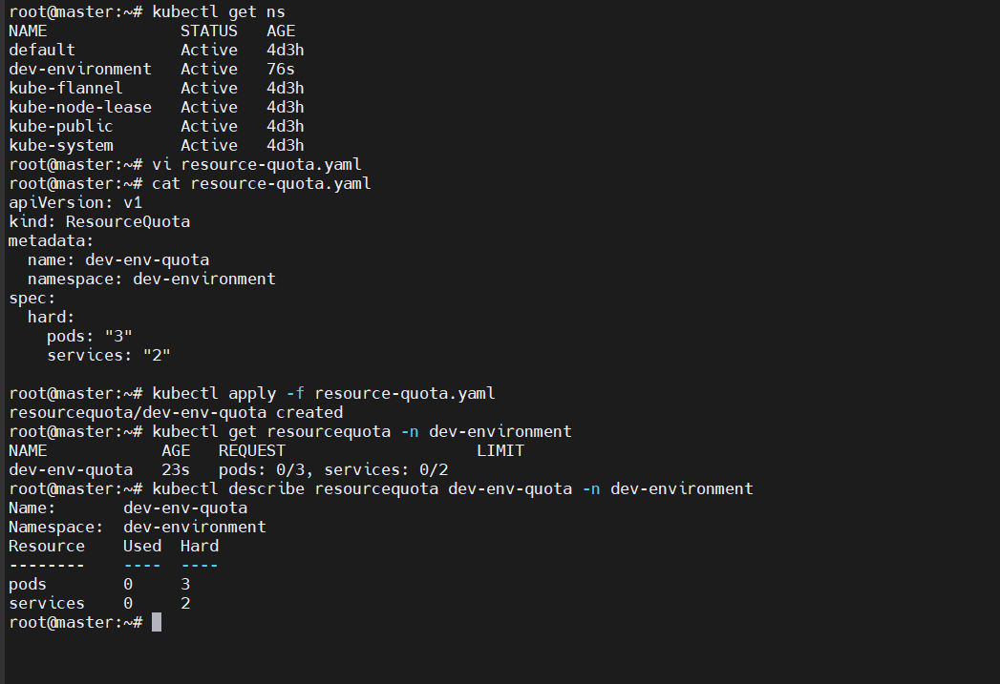 root@master:~# kubectl get ns
NAME              STATUS   AGE
default           Active   4d3h
dev-environment   Active   76s
kube-flannel      Active   4d3h
kube-node-lease   Active   4d3h
kube-public       Active   4d3h
kube-system       Active   4d3h
root@master:~# vi resource-quota.yaml
root@master:~# cat resource-quota.yaml
apiVersion: v1
kind: ResourceQuota
metadata:
  name: dev-env-quota
  namespace: dev-environment
spec:
  hard:
    pods: "3"
    services: "2"

root@master:~# kubectl apply -f resource-quota.yaml
resourcequota/dev-env-quota created
root@master:~# kubectl get resourcequota -n dev-environment
NAME            AGE   REQUEST                    LIMIT
dev-env-quota   23s   pods: 0/3, services: 0/2
root@master:~# kubectl describe resourcequota dev-env-quota -n dev-environment
Name:       dev-env-quota
Namespace:  dev-environment
Resource    Used  Hard
--------    ----  ----
pods        0     3
services    0     2
root@master:~#